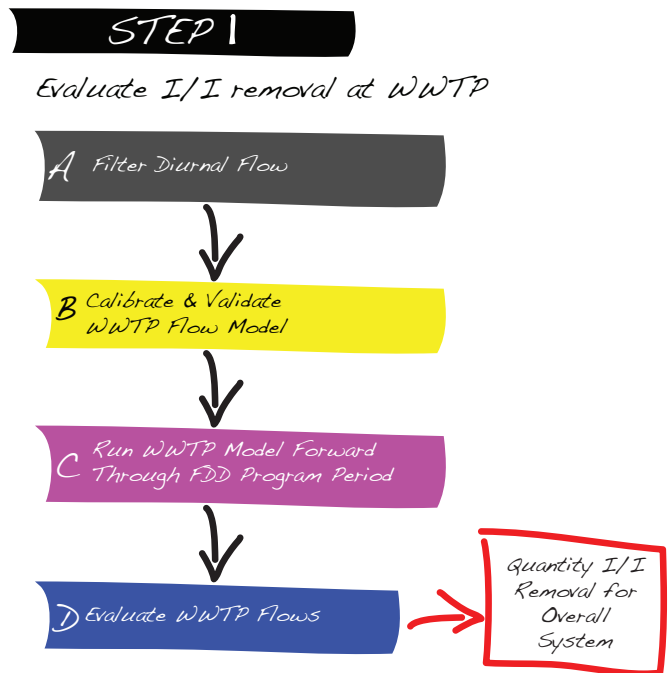 STEP 1
Evaluate I/I removal at WWTP
A Filter Diurnal Flow
B Calibrate & Validate
WWTP Flow Model
C Run WWTP Model Forward
Through FDD Program Period
D Evaluate WWTP Flows
Quantity I/I
Removal for
Overall
System